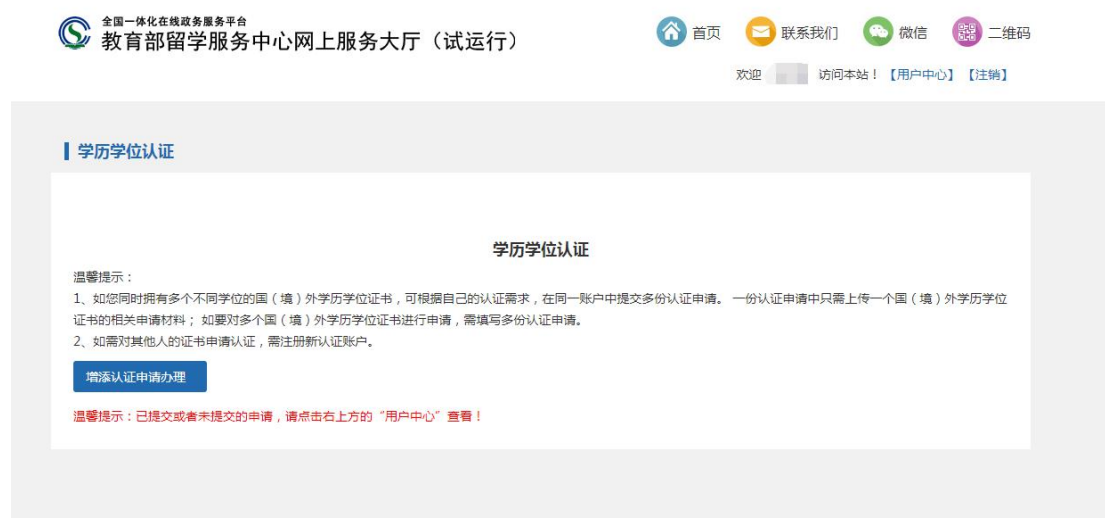 全国一体化在线政务服务平台
教育部留学服务中心网上服务大厅（试运行）
首页 联系我们 微信 二维码
欢迎 访问本站！【用户中心】【注销】
学历学位认证
学历学位认证
温馨提示：
1、如您同时拥有多个不同学位的国（境）外学历学位证书，可根据自己的认证需求，在同一账户中提交多份认证申请。 一份认证申请中只需上传一个国（境）外学历学位
证书的相关申请材料； 如要对多个国（境）外学历学位证书进行申请，需填写多份认证申请。
2、如需对其他人的证书申请认证，需注册新认证账户。
增添认证申请办理
温馨提示：已提交或者未提交的申请，请点击右上方的“用户中心”查看！